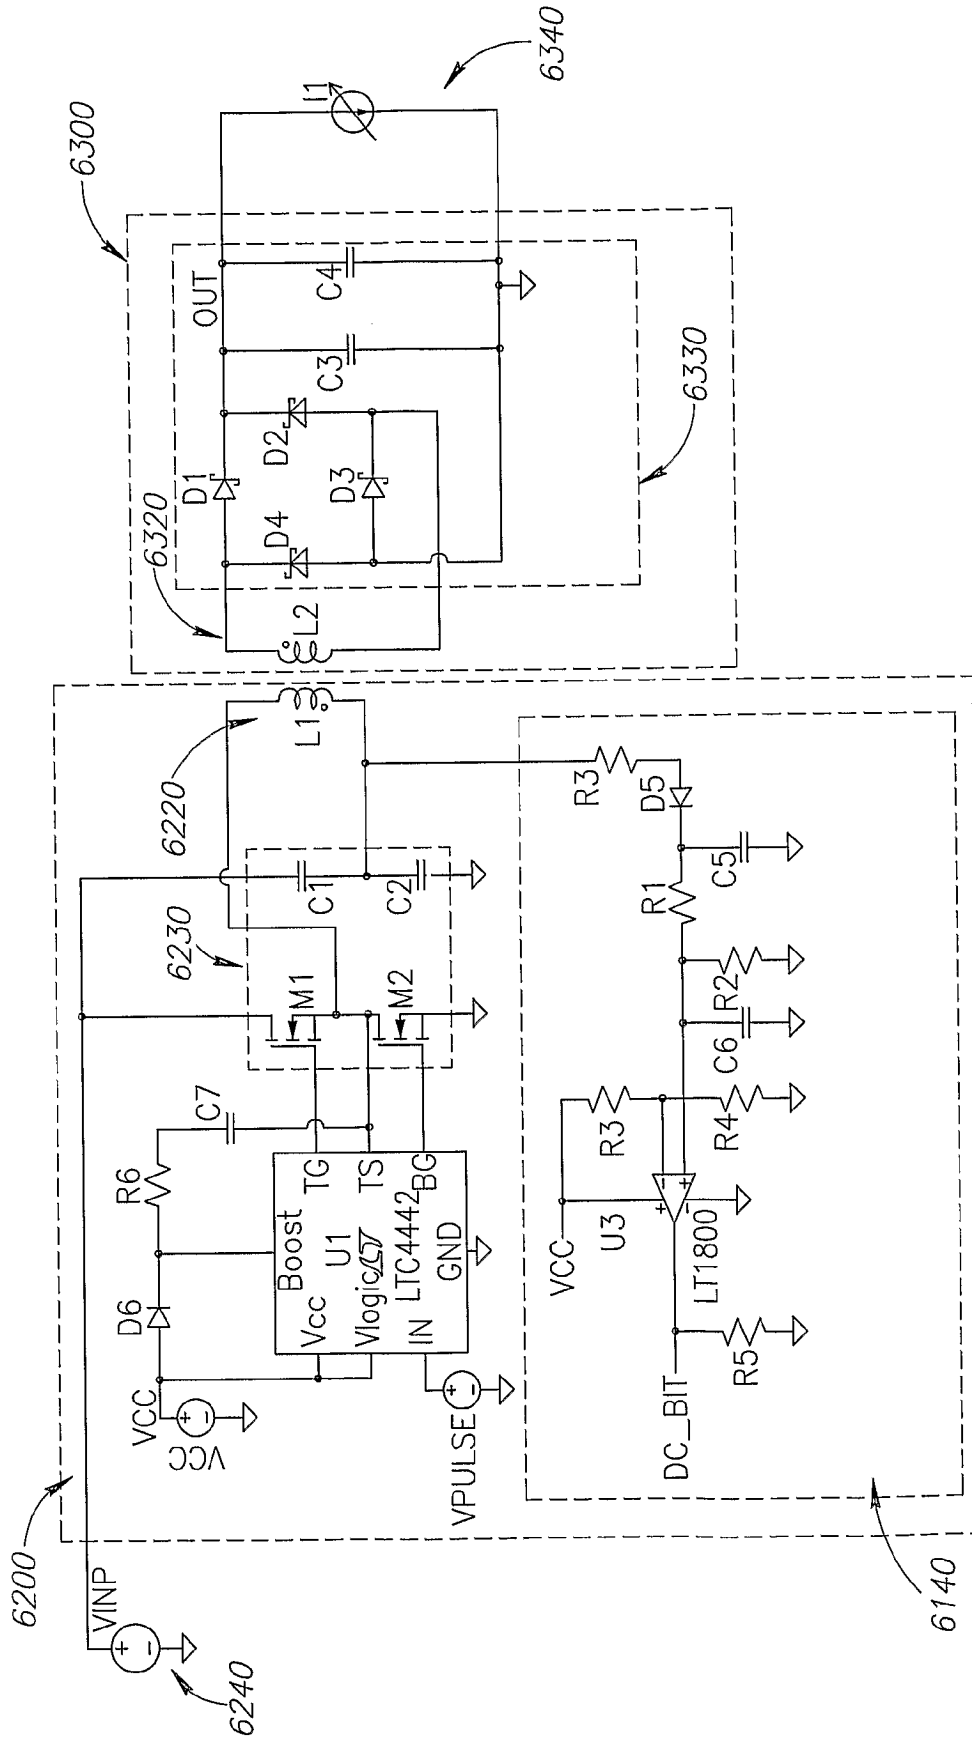 6300
6340
I1
OUT
C4
C3
6330
D1
D2
D3
D4
6320
L2
L1
6220
6230
C1
C2
M1
M2
C7
R6
D6
Boost
TG
U1
TS
Vcc
Vlogic
LTC4442
BG
IN
GND
VCC
VCC
VPULSE
VINP
6200
6240
R3
D5
C5
R1
R2
C6
R3
R4
VCC
U3
LT1800
R5
DC_BIT
6140